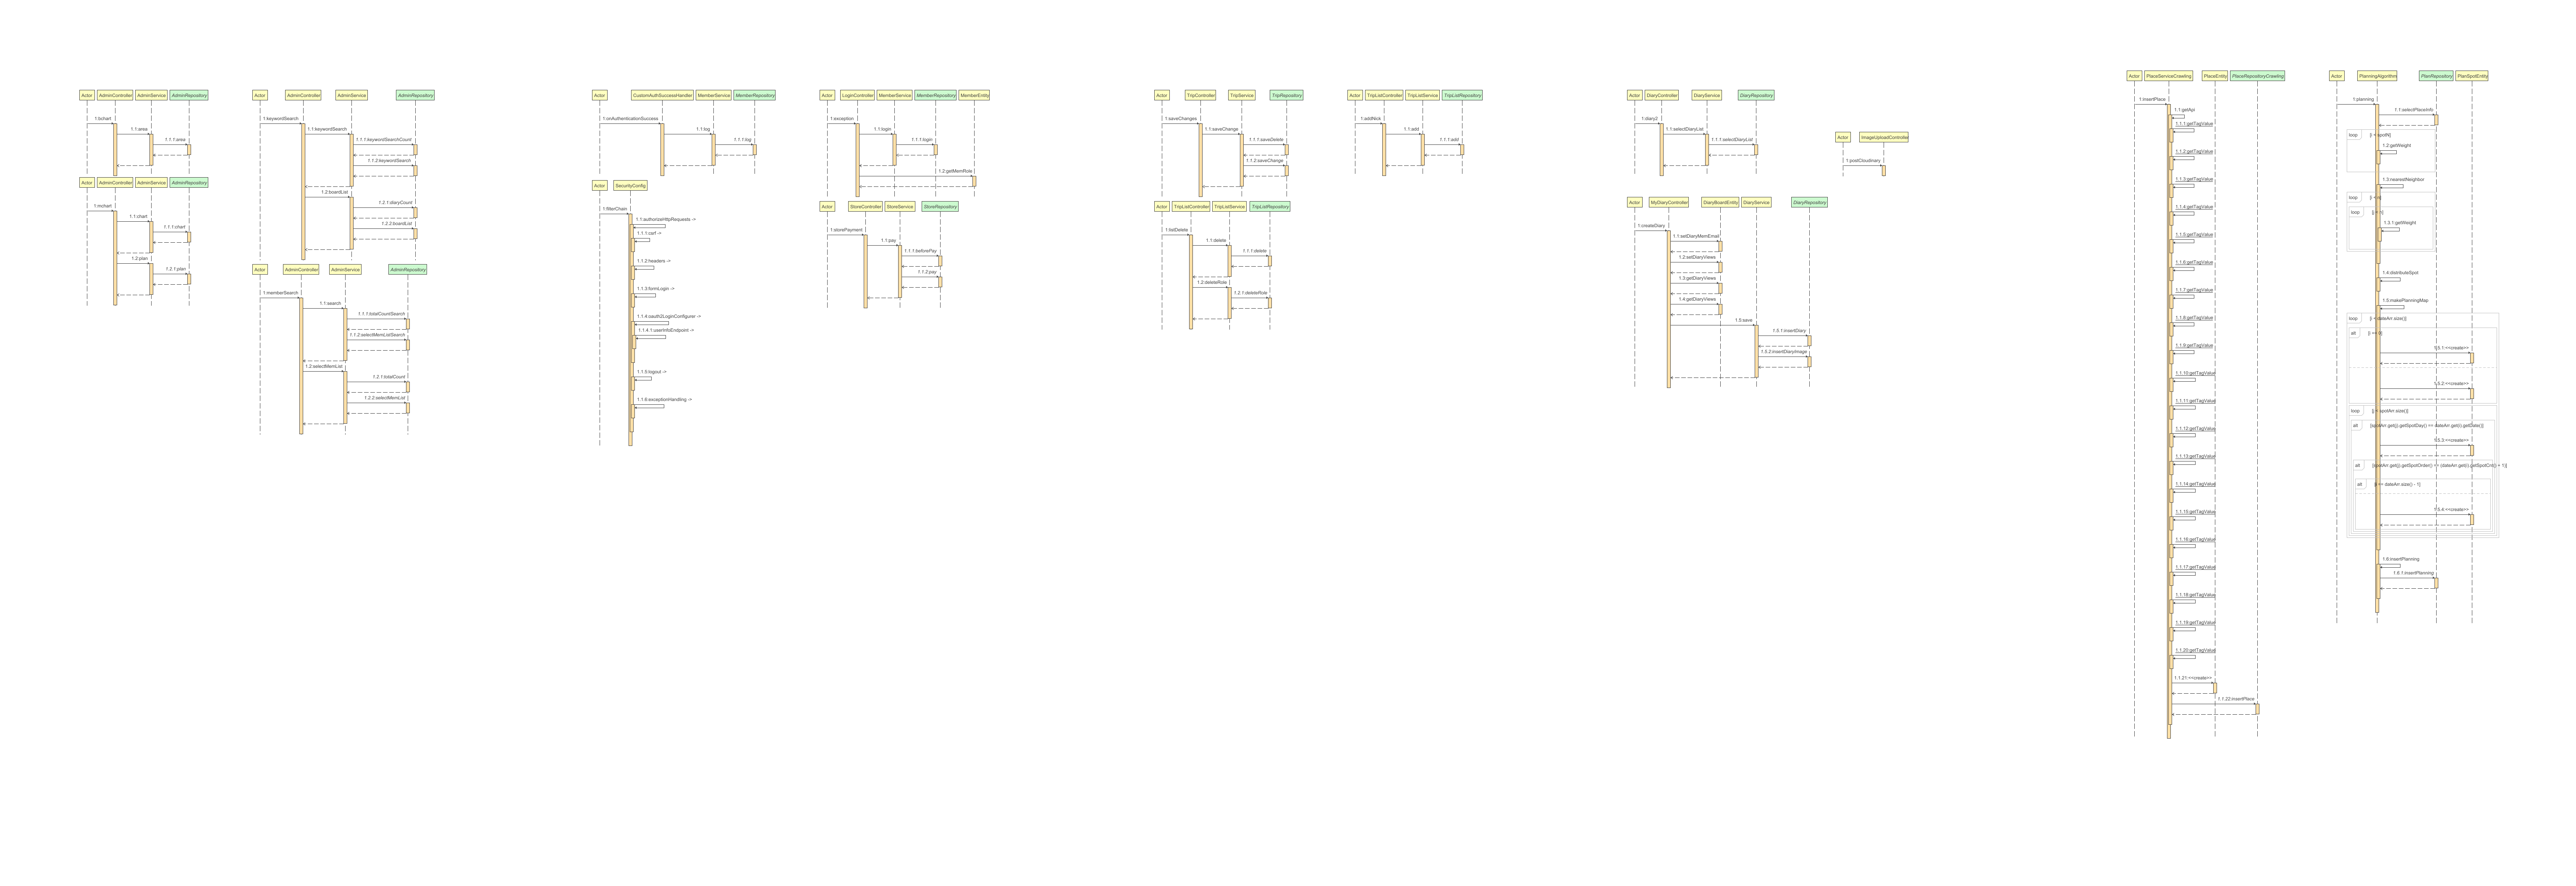 Actor AdminController AdminService AdminRepository
1:tschart
1.1:area
1.1.1:area
Actor AdminController AdminService AdminRepository
1:mchart
1.1:chart
1.1.1:chart
1.2:plan
1.2.1:plan
Actor AdminController AdminService AdminRepository
1:keywordSearch
1.1:keywordSearch
1.1.1:keywordSearchCount
1.1.2:keywordSearch
1.2:boardList
1.2.1:diaryCount
1.2.2:boardList
Actor AdminController AdminService AdminRepository
1:memberSearch
1.1:search
1.1.1:totalCountSearch
1.1.2:selectMemListSearch
1.2:selectMemList
1.2.1:totalCount
1.2.2:selectMemList
Actor CustomAuthSuccessHandler MemberService MemberRepository
1:onAuthenticationSuccess
1.1:log
1.1.1:log
Actor SecurityConfig
1:filterChain
1.1:authorizeHttpRequests ->
1.1.1:csrf ->
1.1.2:headers ->
1.1.3:formLogin ->
1.1.4:oauth2LoginConfigurer ->
1.1.4.1:userInfoEndpoint ->
1.1.5:logout ->
1.1.6:exceptionHandling ->
Actor LoginController MemberService MemberRepository MemberEntity
1:exception
1.1:login
1.1.1:login
1.2:getMemRole
Actor StoreController StoreService StoreRepository
1:storePayment
1.1:pay
1.1.1:beforePay
1.1.2:pay
Actor TripController TripService TripRepository
1:saveChanges
1.1:saveChange
1.1.1:saveDelete
1.1.2:saveChange
Actor TripListController TripListService TripListRepository
1:listDelete
1.1:delete
1.1.1:delete
1.2:deleteRole
1.2.1:deleteRole
Actor TripListController TripListService TripListRepository
1:addNick
1.1:add
1.1.1:add
Actor DiaryController DiaryService DiaryRepository
1:diary2
1.1:selectDiaryList
1.1.1:selectDiaryList
Actor MyDiaryController DiaryBoardEntity DiaryService DiaryRepository
1:createDiary
1.1:setDiaryMemEmail
1.2:setDiaryViews
1.3:getDiaryViews
1.4:getDiaryViews
1.5:save
1.5.1:insertDiary
1.5.2:insertDiaryImage
Actor ImageUploadController
1:postCloudinary
Actor PlaceServiceCrawling PlaceEntity PlaceRepositoryCrawling
1:insertPlace
1.1:getApi
1.1.1:getTagValue
1.1.2:getTagValue
1.1.3:getTagValue
1.1.4:getTagValue
1.1.5:getTagValue
1.1.6:getTagValue
1.1.7:getTagValue
1.1.8:getTagValue
1.1.9:getTagValue
1.1.10:getTagValue
1.1.11:getTagValue
1.1.12:getTagValue
1.1.13:getTagValue
1.1.14:getTagValue
1.1.15:getTagValue
1.1.16:getTagValue
1.1.17:getTagValue
1.1.18:getTagValue
1.1.19:getTagValue
1.1.20:getTagValue
1.1.21:<<create>>
1.1.22:insertPlace
Actor PlanningAlgorithm PlanRepository PlanSpotEntity
1:planning
1.1:selectPlaceInfo
loop [i < spotN]
1.2:getWeight
1.3:nearestNeighbor
loop
loop
1.3.1:getWeight
1.4:distributeSpot
1.5:makePlanningMap
loop [i < dateArr.size()]
alt [i == 0]
1.5.1:<<create>>
1.5.2:<<create>>
loop [j < spotArr.size()]
alt [spotArr.get(j).getSpotDay() == dateArr.get(i).getDate()]
1.5.3:<<create>>
alt [spotArr.get(j).getSpotOrder() == (dateArr.get(i).getSpotCnt() + 1)]
alt [i == dateArr.size() - 1]
1.5.4:<<create>>
1.6:insertPlanning
1.6.1:insertPlanning